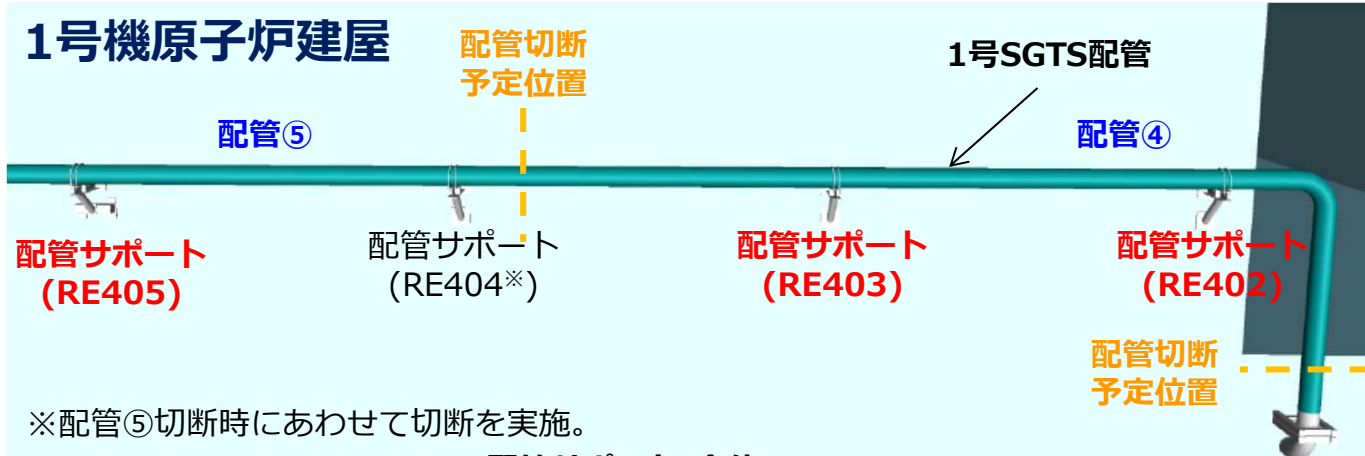 1号機原子炉建屋
配管切断
予定位置
1号SGTS配管
配管⑤
配管④
配管サポート
(RE405)
配管サポート
(RE404※)
配管サポート
(RE403)
配管サポート
(RE402)
配管切断
予定位置
※配管⑤切断時にあわせて切断を実施。